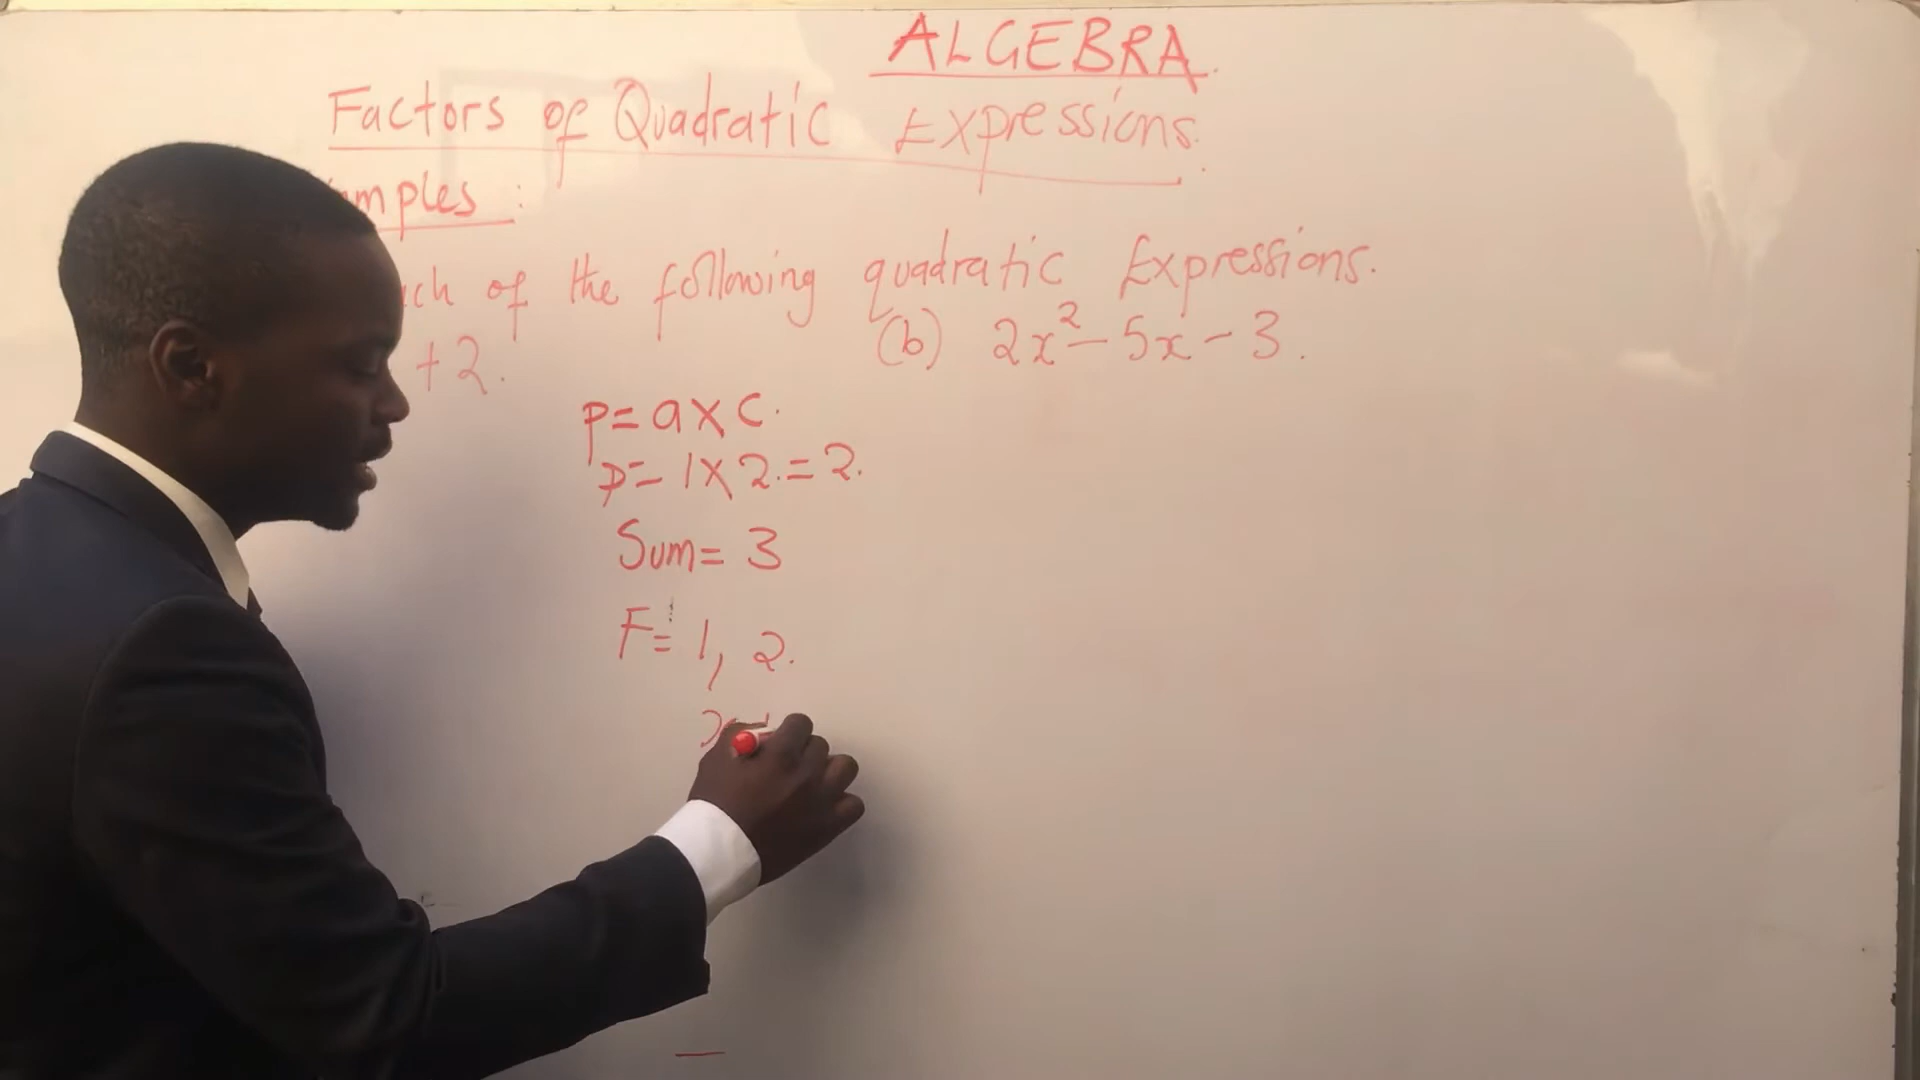 ALGEBRA.
Factors of Quadratic Expressions.
mples :
ch of the following quadratic Expressions.
+2.
(b) 2x² - 5x - 3.
P = a x c.
P = 1 x 2. = 2.
Sum = 3
F = 1, 2.